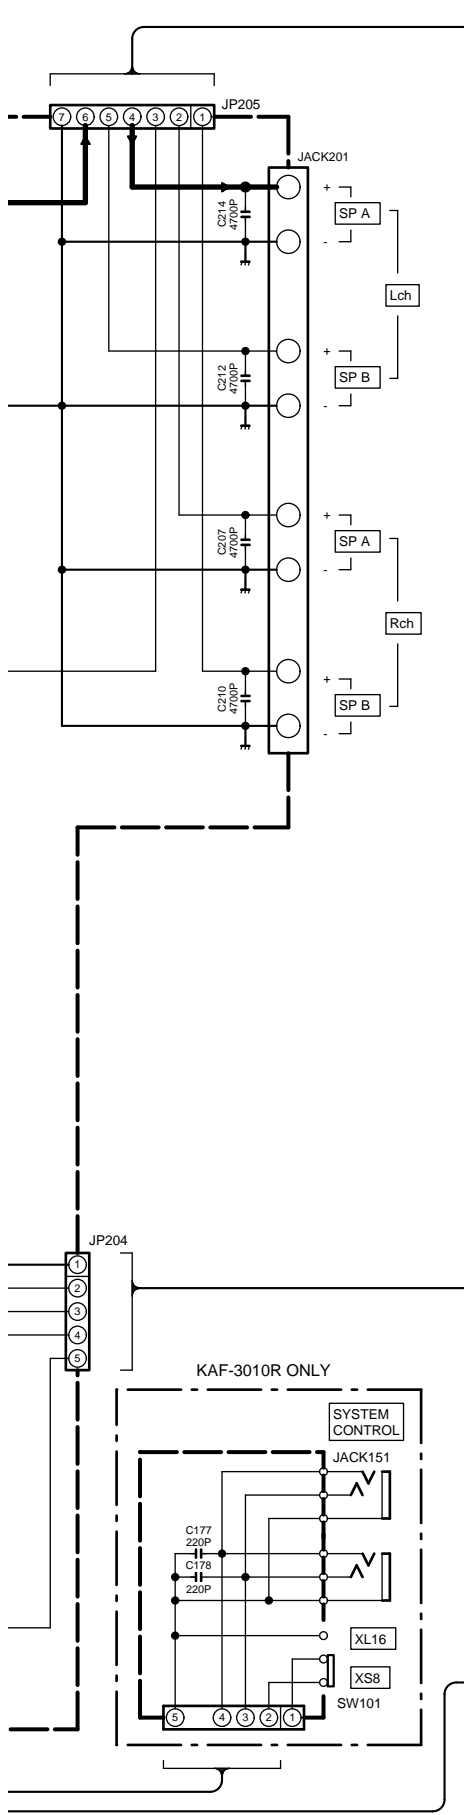 JP205
7 6 5 4 3 2 1
JACK201
+
SP A
-
C214
4700P
Lch
+
SP B
-
C212
4700P
+
SP A
-
C207
4700P
Rch
+
SP B
-
C210
4700P
JP204
1
2
3
4
5
KAF-3010R ONLY
SYSTEM
CONTROL
JACK151
C177
220P
C178
220P
XL16
XS8
SW101
5 4 3 2 1